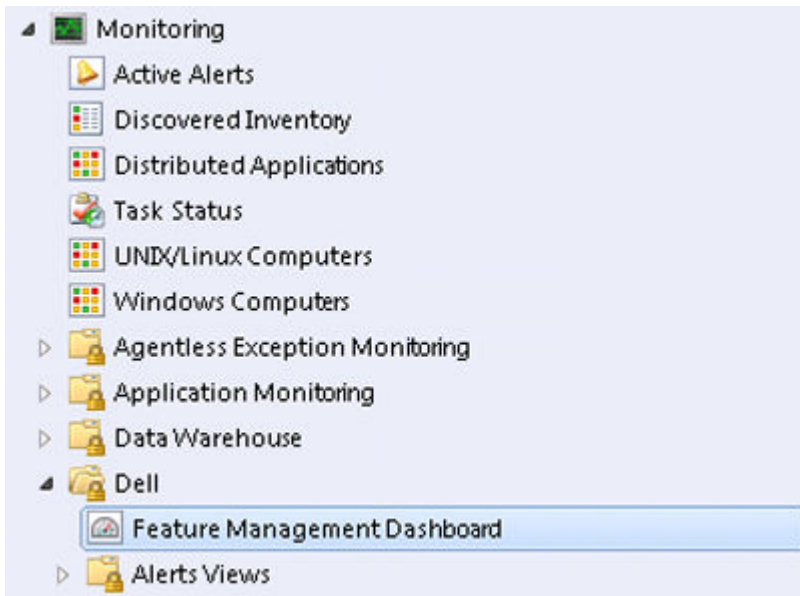 Monitoring
Active Alerts
Discovered Inventory
Distributed Applications
Task Status
UNIX/Linux Computers
Windows Computers
Agentless Exception Monitoring
Application Monitoring
Data Warehouse
Dell
Feature Management Dashboard
Alerts Views